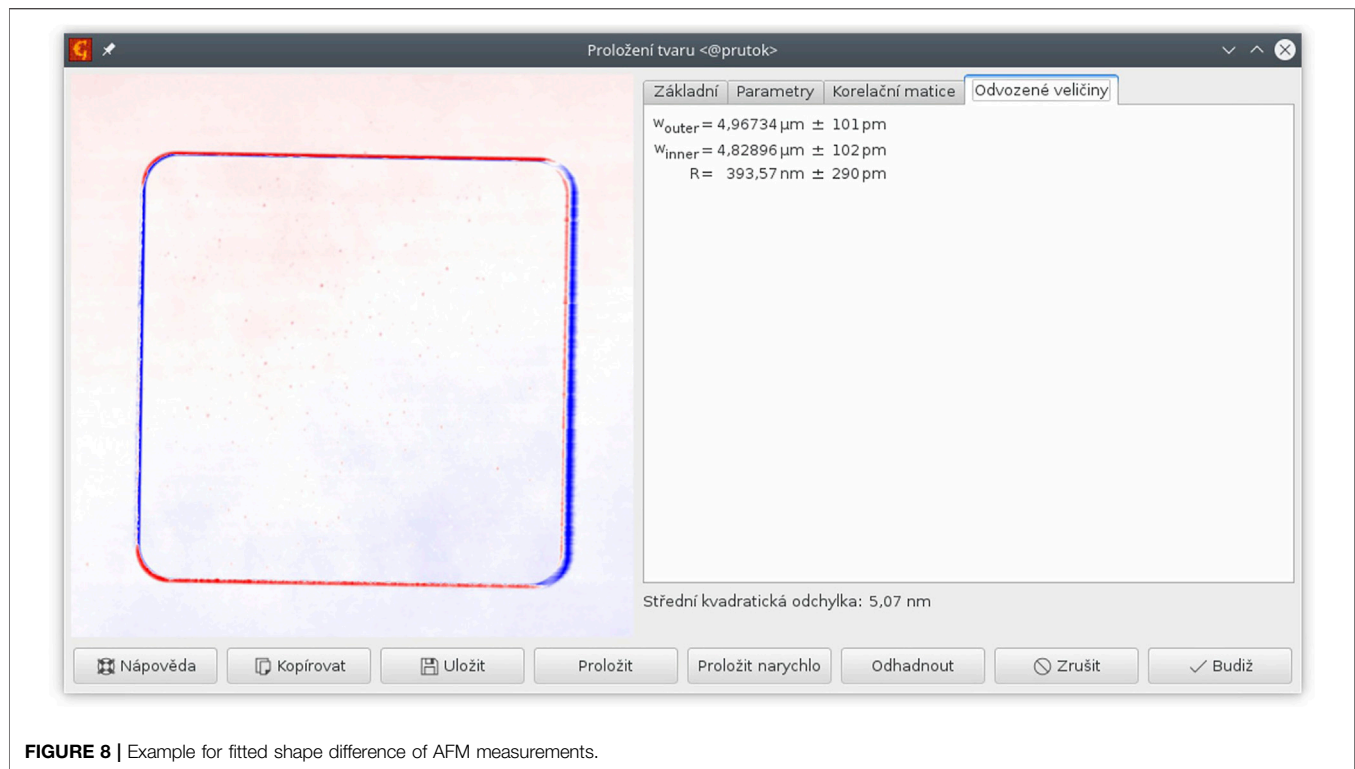 Proložení tvaru <@prutok>
Základní Parametry Korelační matice Odvozené veličiny
wouter = 4,96734 µm ± 101 pm
winner = 4,82896 µm ± 102 pm
R = 393,57 nm ± 290 pm
Střední kvadratická odchylka: 5,07 nm
Nápověda Kopírovat Uložit Proložit Proložit narychlo Odhadnout Zrušit Budiž
FIGURE 8 | Example for fitted shape difference of AFM measurements.